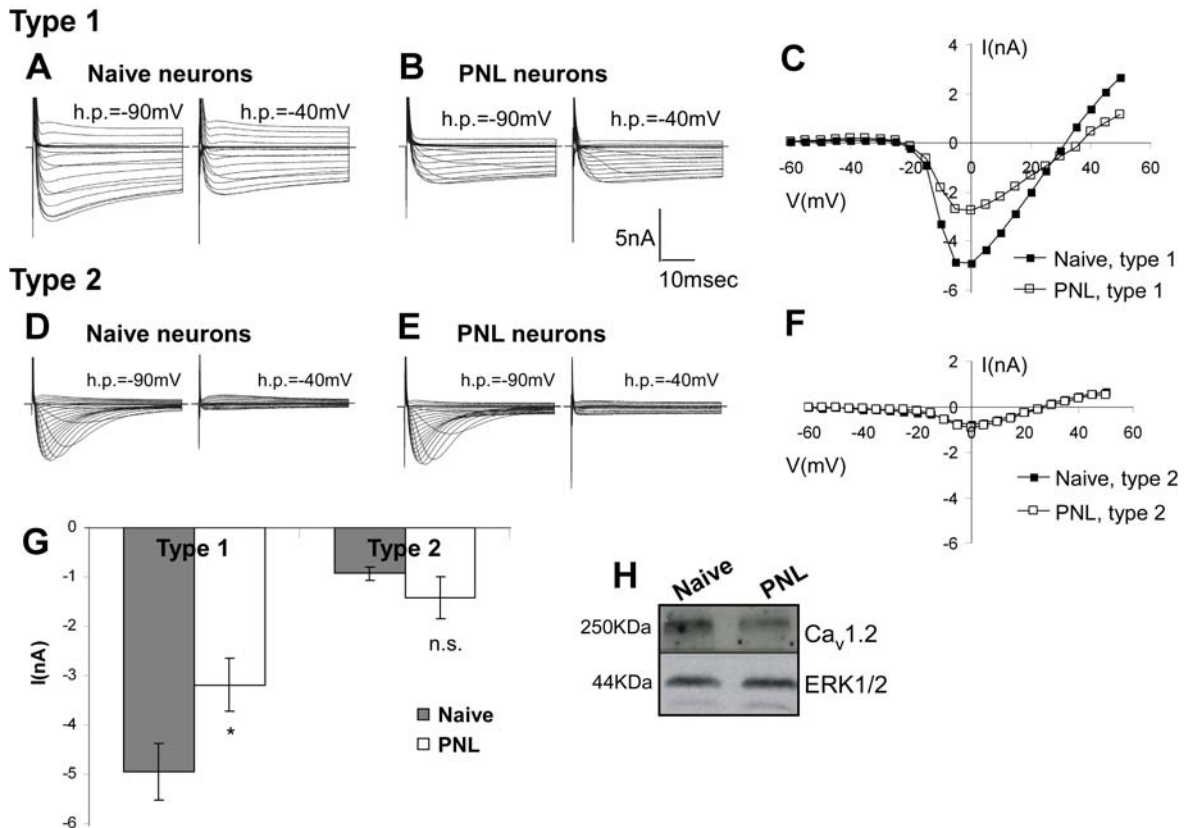 Type 1
A Naive neurons
h.p.=-90mV h.p.=-40mV
B PNL neurons
h.p.=-90mV h.p.=-40mV
5nA
10msec
C
I(nA)
4
2
0
-2
-4
-6
-60 -40 -20 0 20 40 60
V(mV)
Naive, type 1
PNL, type 1
Type 2
D Naive neurons
h.p.=-90mV h.p.=-40mV
E PNL neurons
h.p.=-90mV h.p.=-40mV
F
I(nA)
2
0
-2
-4
-6
-60 -40 -20 0 20 40 60
V(mV)
Naive, type 2
PNL, type 2
G
0
-1
-2
-3
-4
-5
-6
I(nA)
Type 1 Type 2
*
n.s.
Naive
PNL
H
Naive PNL
250KDa Cav1.2
44KDa ERK1/2